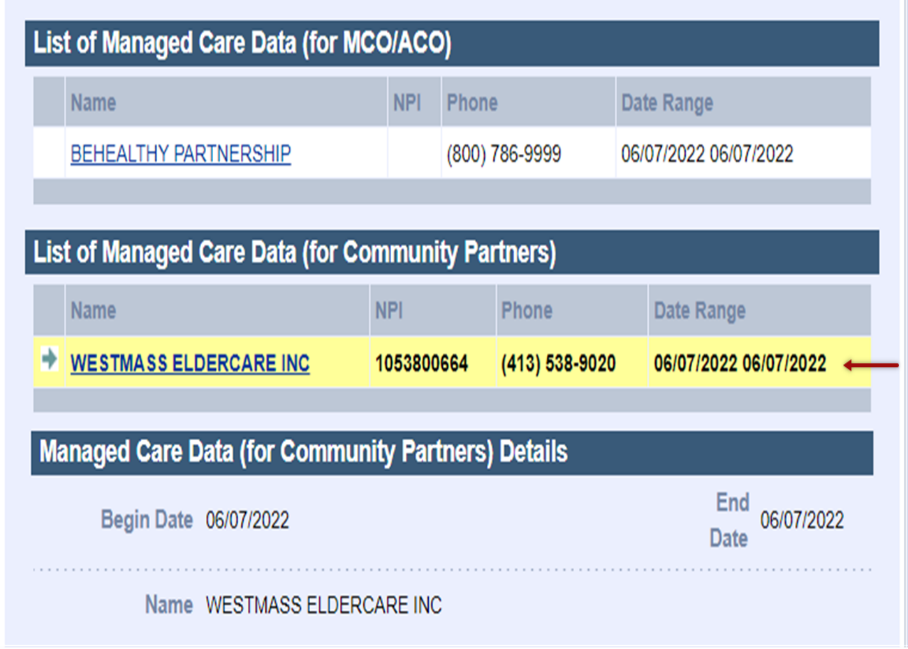 List of Managed Care Data (for MCO/ACO)
Name NPI Phone Date Range
BEHEALTHY PARTNERSHIP (800) 786-9999 06/07/2022 06/07/2022
List of Managed Care Data (for Community Partners)
Name NPI Phone Date Range
WESTMASS ELDERCARE INC 1053800664 (413) 538-9020 06/07/2022 06/07/2022
Managed Care Data (for Community Partners) Details
Begin Date 06/07/2022 End Date 06/07/2022
Name WESTMASS ELDERCARE INC